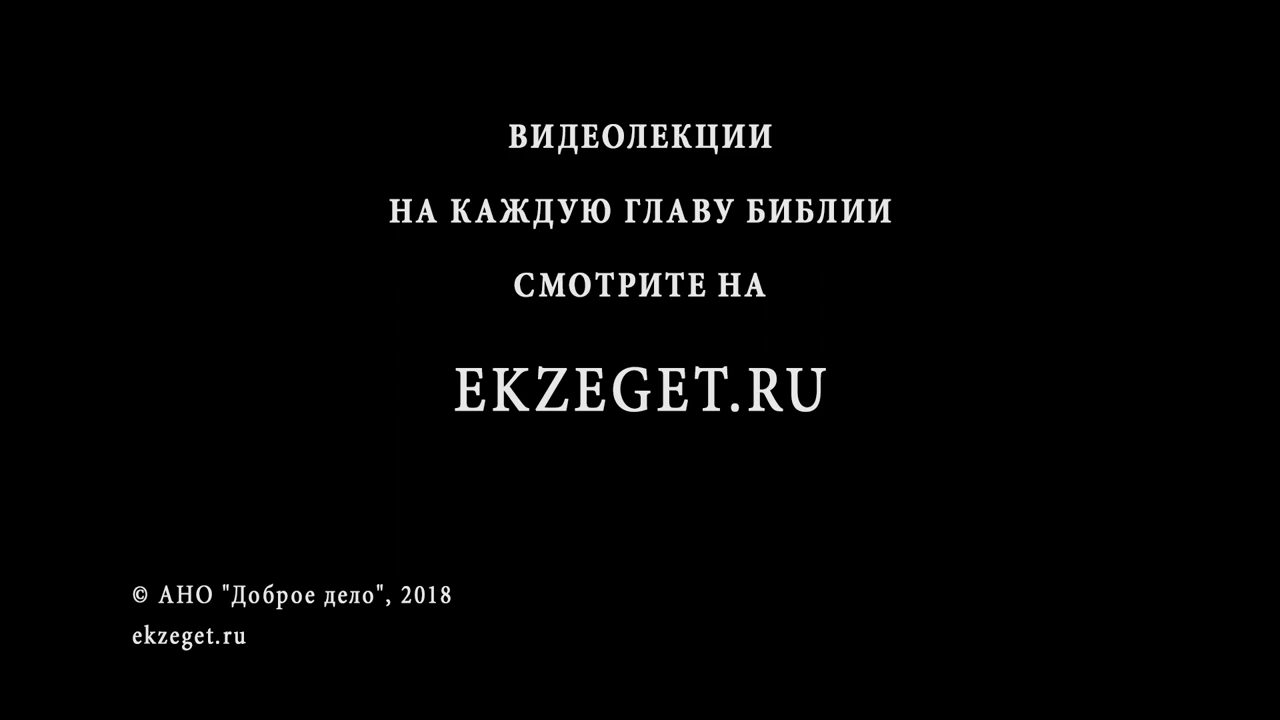 ВИДЕОЛЕКЦИИ
НА КАЖДУЮ ГЛАВУ БИБЛИИ
СМОТРИТЕ НА
EKZEGET.RU
© АНО "Доброе дело", 2018
ekzeget.ru